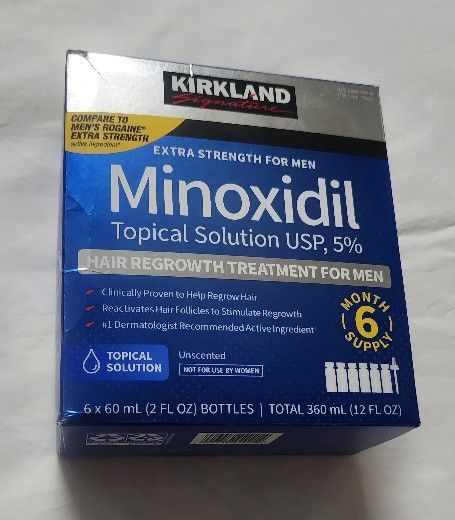 KIRKLAND
Signature
COMPARE TO
MEN'S ROGAINE®
EXTRA STRENGTH
active ingredient*
EXTRA STRENGTH FOR MEN
Minoxidil
Topical Solution USP, 5%
HAIR REGROWTH TREATMENT FOR MEN
Clinically Proven to Help Regrow Hair
Reactivates Hair Follicles to Stimulate Regrowth
#1 Dermatologist Recommended Active Ingredient
6
MONTH
SUPPLY
TOPICAL
SOLUTION
Unscented
NOT FOR USE BY WOMEN
6 x 60 mL (2 FL OZ) BOTTLES | TOTAL 360 mL (12 FL OZ)